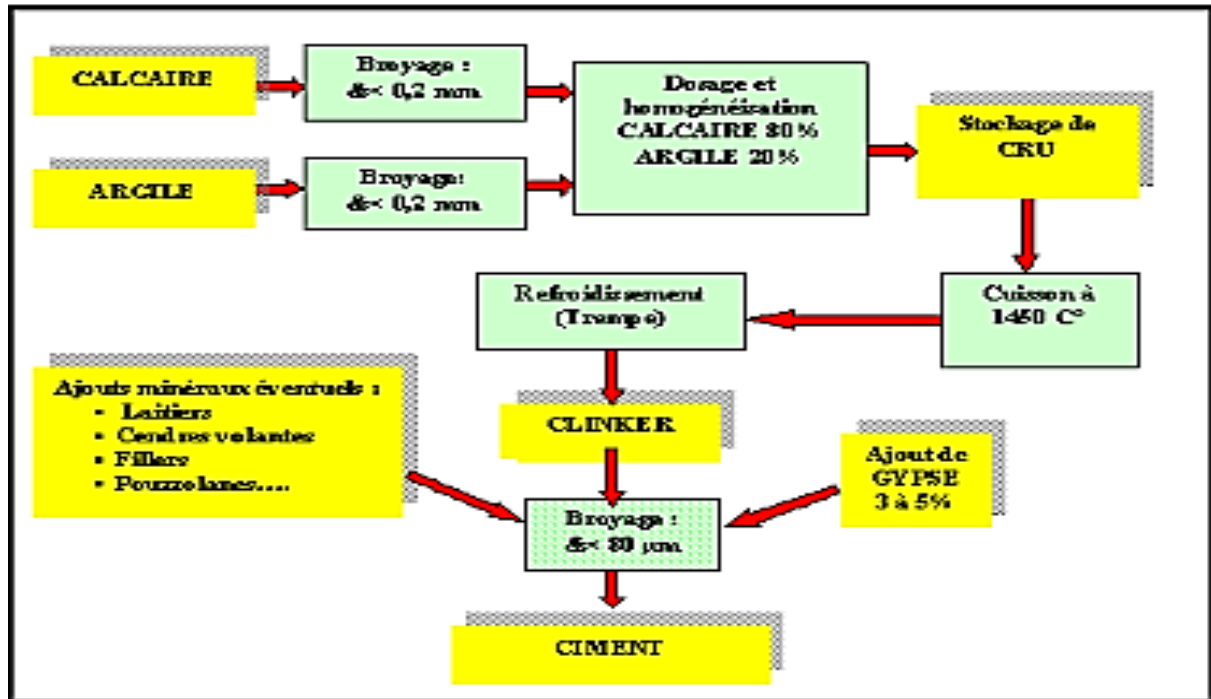 CALCAIRE
Broyage :
&< 0,2 mm
Dosage et
homogénéisation
CALCAIRE 80%
ARGILE 20%
Stockage de
CRU
ARGILE
Broyage:
&< 0,2 mm
Refroidissement
(Trempe)
Cuisson à
1450 C°
Ajouts minéraux éventuels :
• Laitiers
• Cendres volantes
• Fillers
• Pouzzolanes....
CLINKER
Ajout de
GYPSE
3 à 5%
Broyage :
&< 80 µm
CIMENT